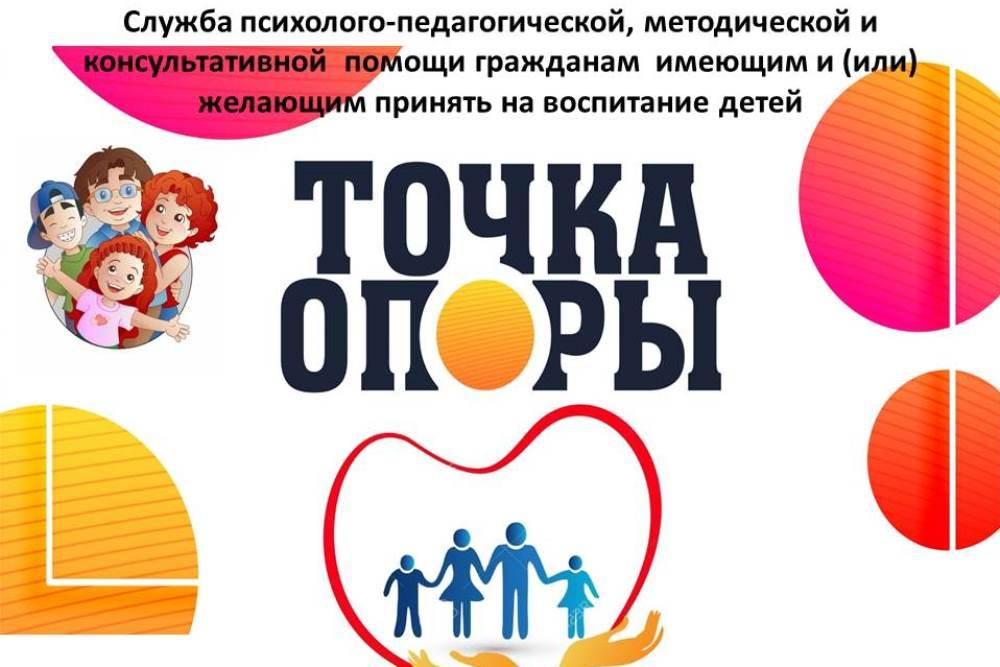 Служба психолого-педагогической, методической и
консультативной помощи гражданам имеющим и (или)
желающим принять на воспитание детей
ТОЧКА
ОПОРЫ